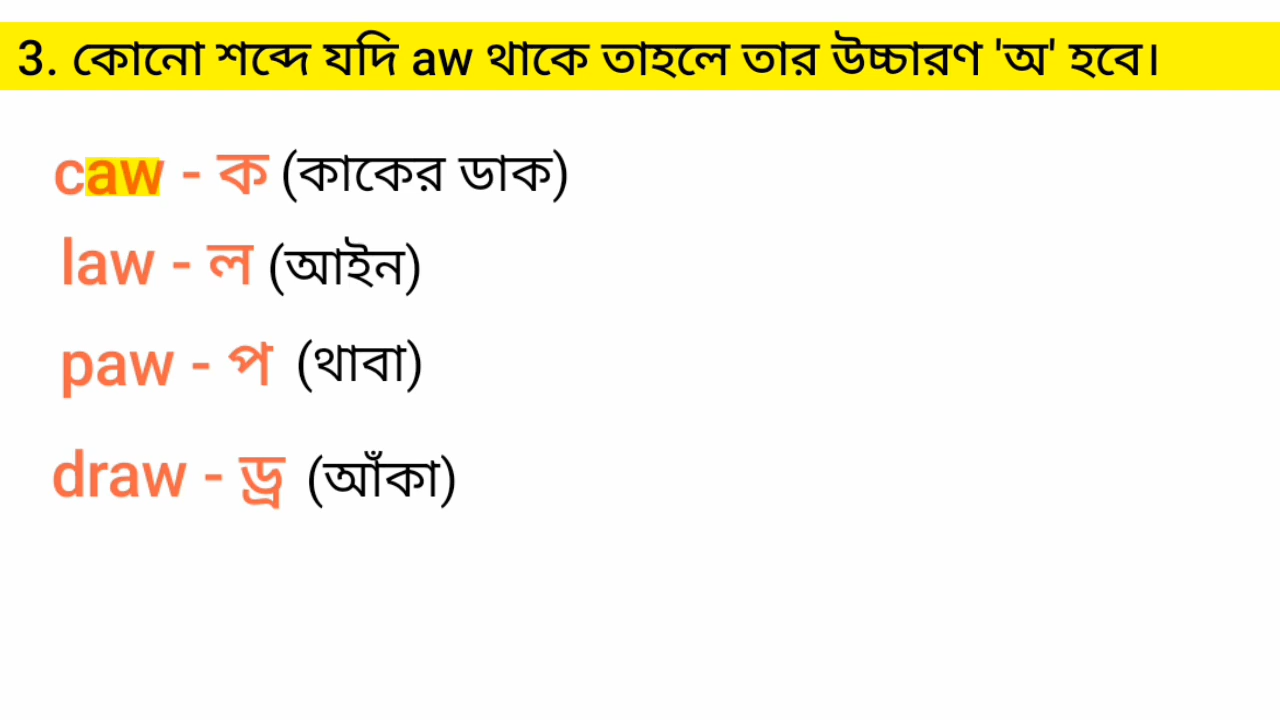 3. কোনো শব্দে যদি aw থাকে তাহলে তার উচ্চারণ 'অ' হবে।
caw - ক (কাকের ডাক)
law - ল (আইন)
paw - প (থাবা)
draw - ড্র (আঁকা)